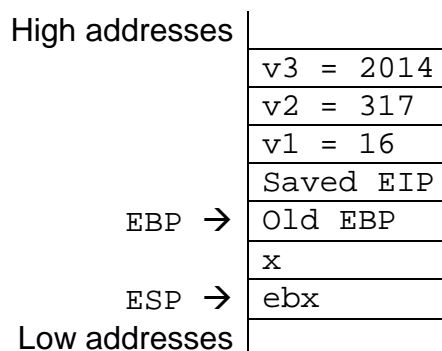 High addresses
v3 = 2014
v2 = 317
v1 = 16
Saved EIP
EBP → Old EBP
x
ESP → ebx
Low addresses